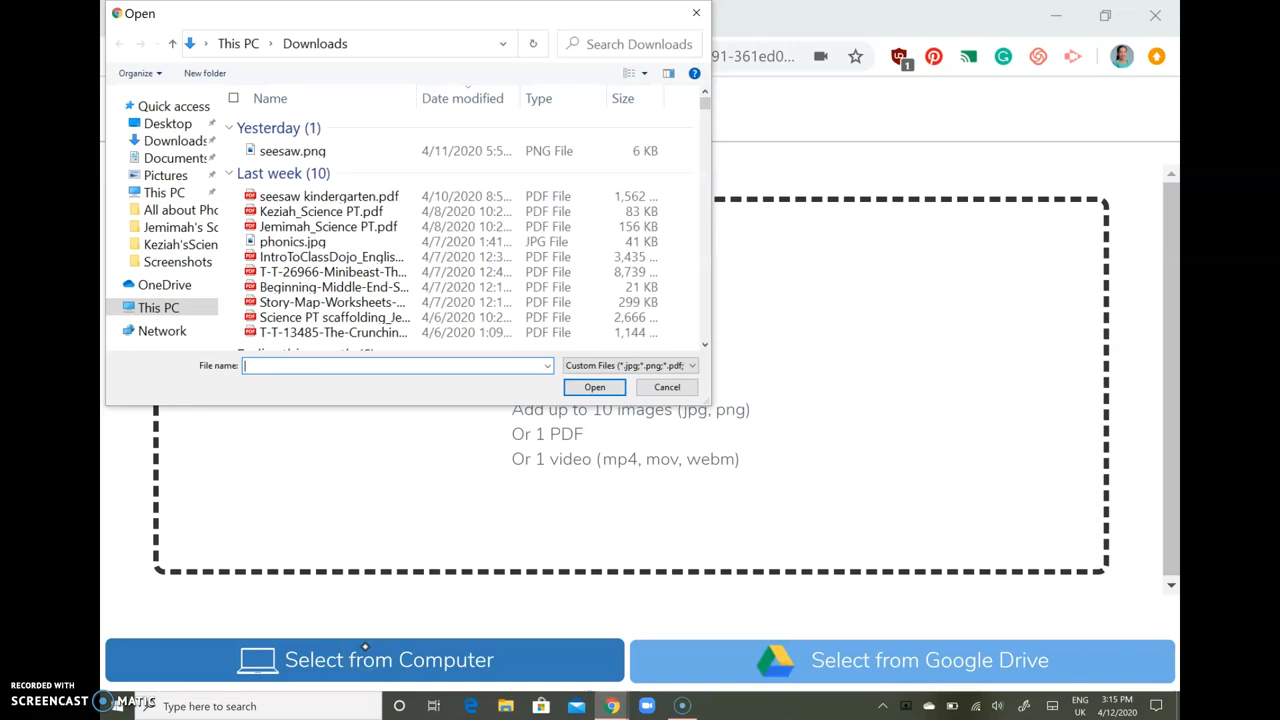 Open
This PC > Downloads
Search Downloads
91-361ed0...
1
Organize
New folder
Name Date modified Type Size
Quick access
Desktop
Downloads
Documents
Pictures
This PC
All about Phc
Jemimah's Sc
Keziah'sScien
Screenshots
OneDrive
This PC
Network
Yesterday (1)
seesaw.png 4/11/2020 5:5... PNG File 6 KB
Last week (10)
seesaw kindergarten.pdf 4/10/2020 8:5... PDF File 1,562 ...
Keziah_Science PT.pdf 4/8/2020 10:2... PDF File 83 KB
Jemimah_Science PT.pdf 4/8/2020 10:2... PDF File 156 KB
phonics.jpg 4/7/2020 1:41... JPG File 41 KB
IntroToClassDojo_Englis... 4/7/2020 12:3... PDF File 3,435 ...
T-T-26966-Minibeast-Th... 4/7/2020 12:4... PDF File 8,739 ...
Beginning-Middle-End-S... 4/7/2020 12:1... PDF File 21 KB
Story-Map-Worksheets-... 4/7/2020 12:1... PDF File 299 KB
Science PT scaffolding_Je... 4/6/2020 10:2... PDF File 2,666 ...
T-T-13485-The-Crunchin... 4/6/2020 1:09... PDF File 1,144 ...
File name:
Custom Files (*.jpg;*.png;*.pdf;
Open Cancel
Add up to 10 images (jpg, png)
Or 1 PDF
Or 1 video (mp4, mov, webm)
Select from Computer
Select from Google Drive
RECORDED WITH
SCREENCAST MATIC
Type here to search
ENG
UK
3:15 PM
4/12/2020